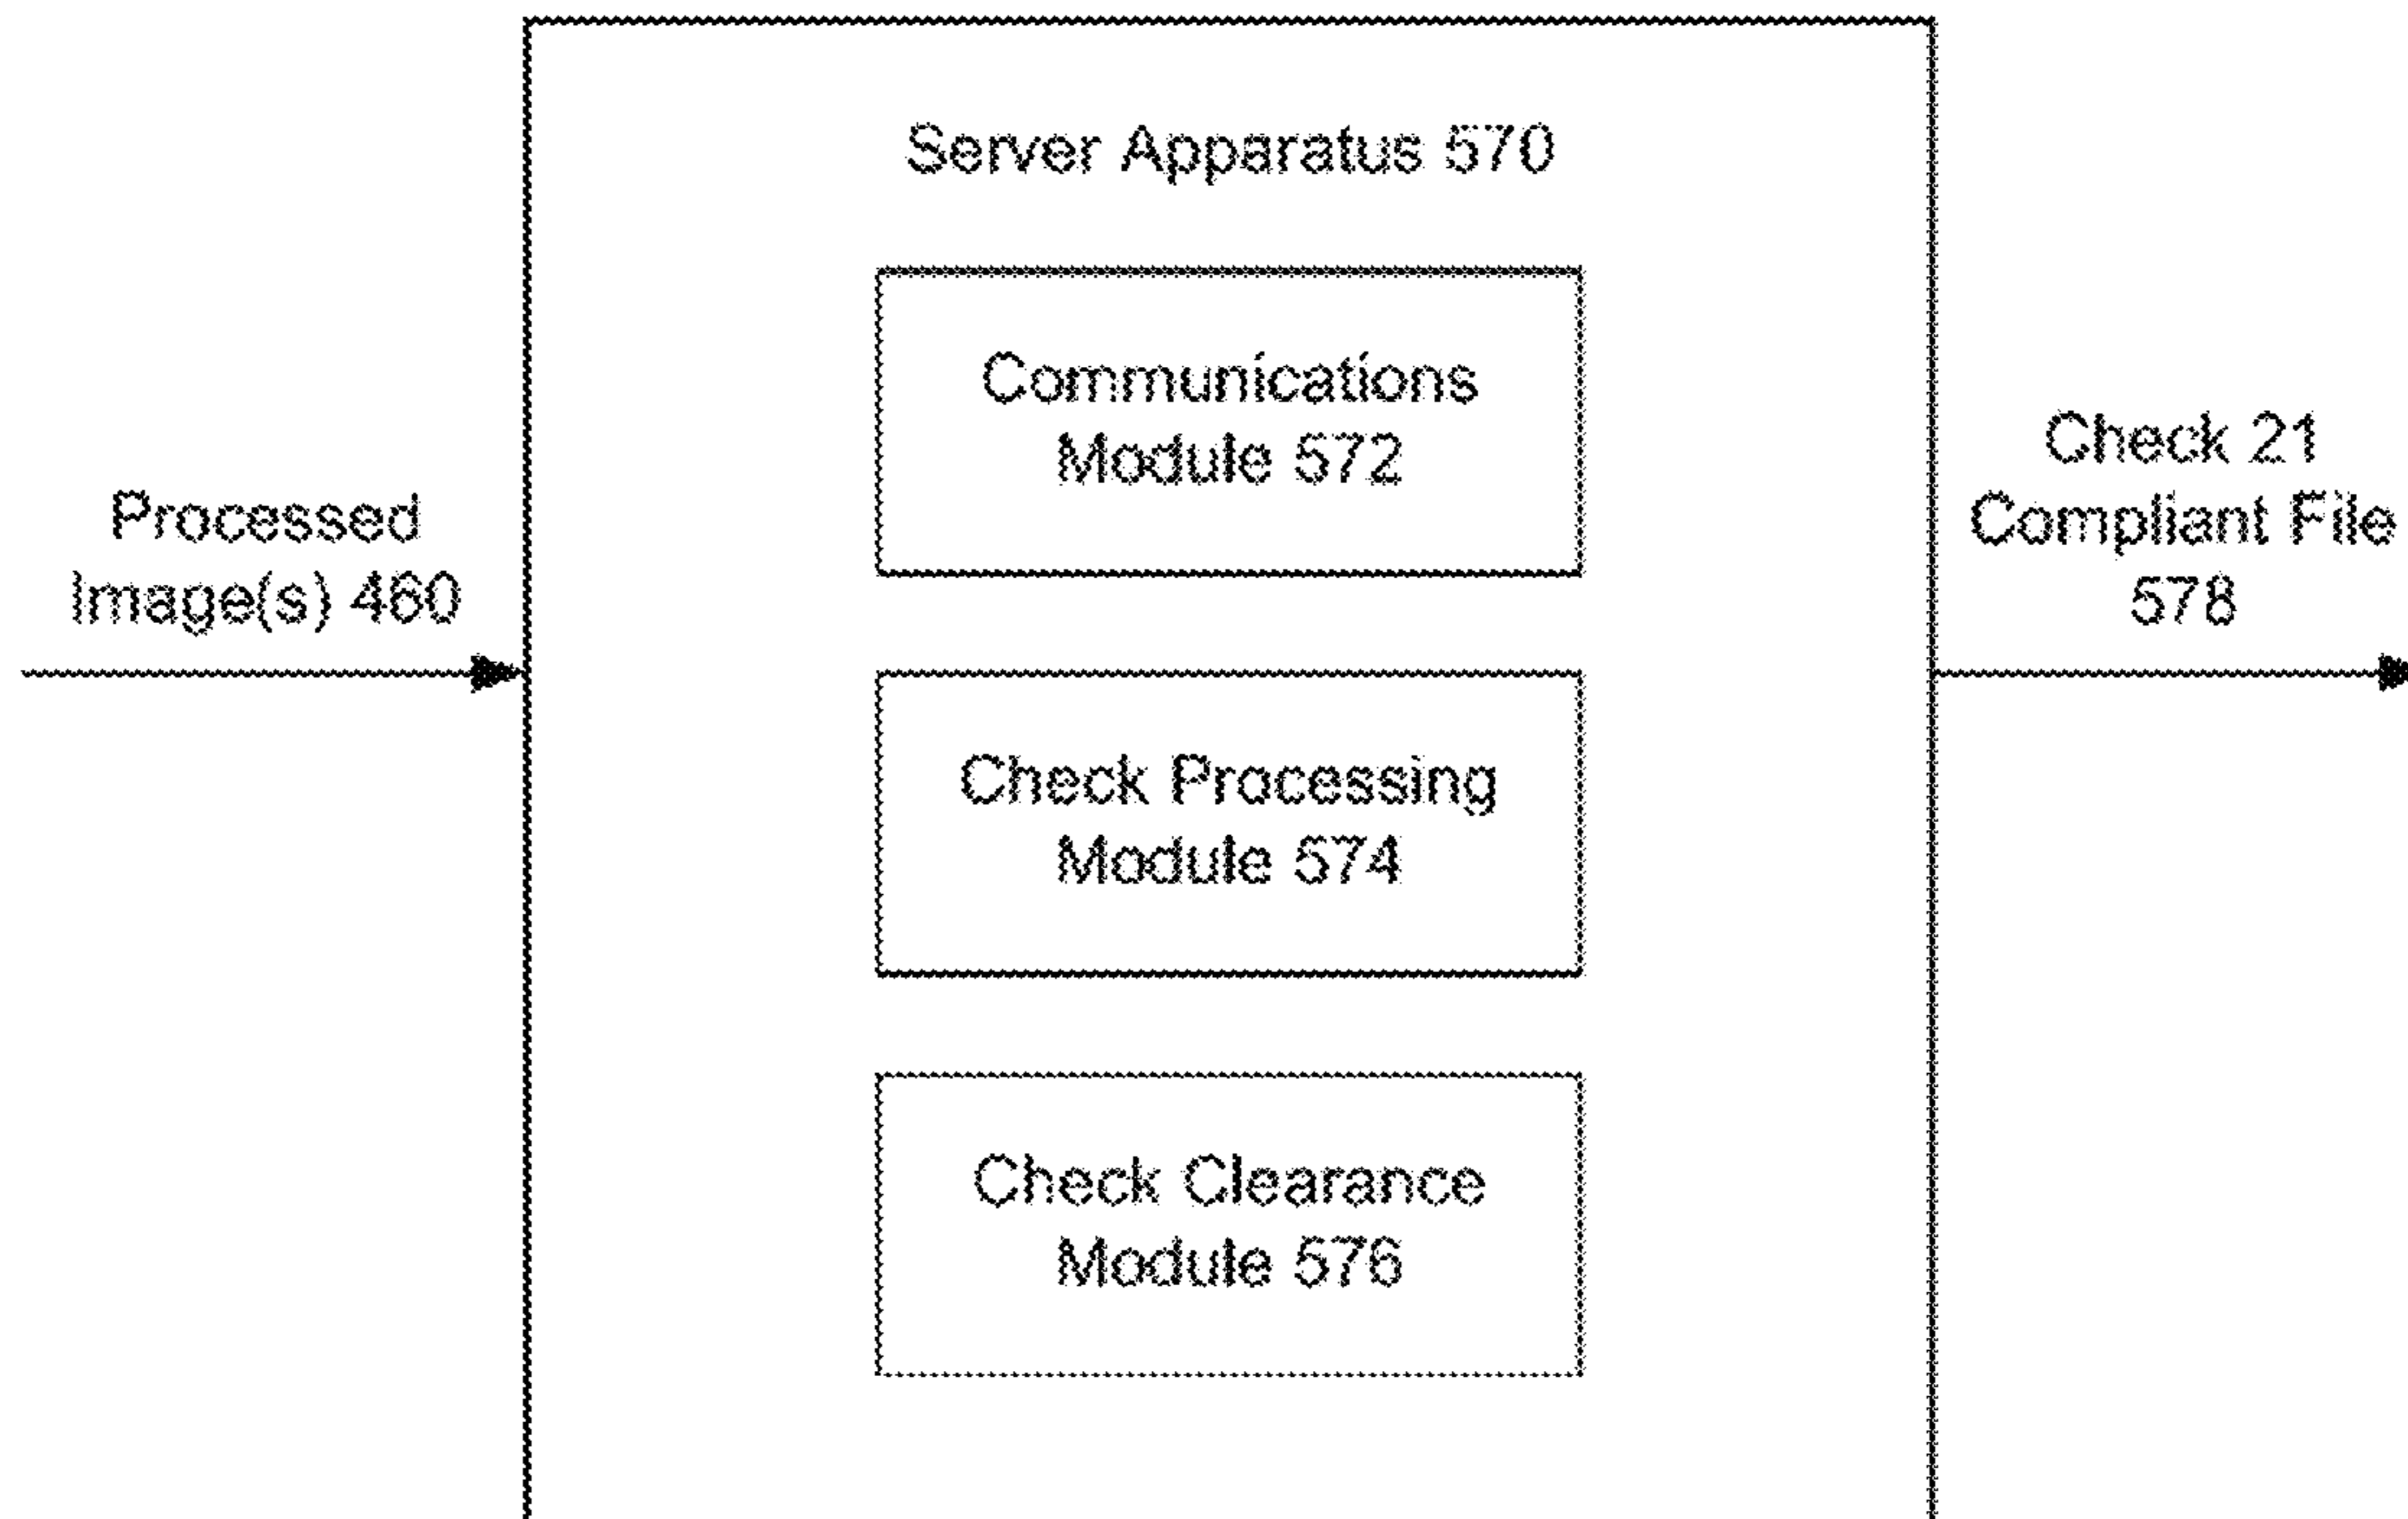 Server Apparatus 570
Communications
Module 572
Processed
Image(s) 460
Check 21
Compliant File
578
Check Processing
Module 574
Check Clearance
Module 576